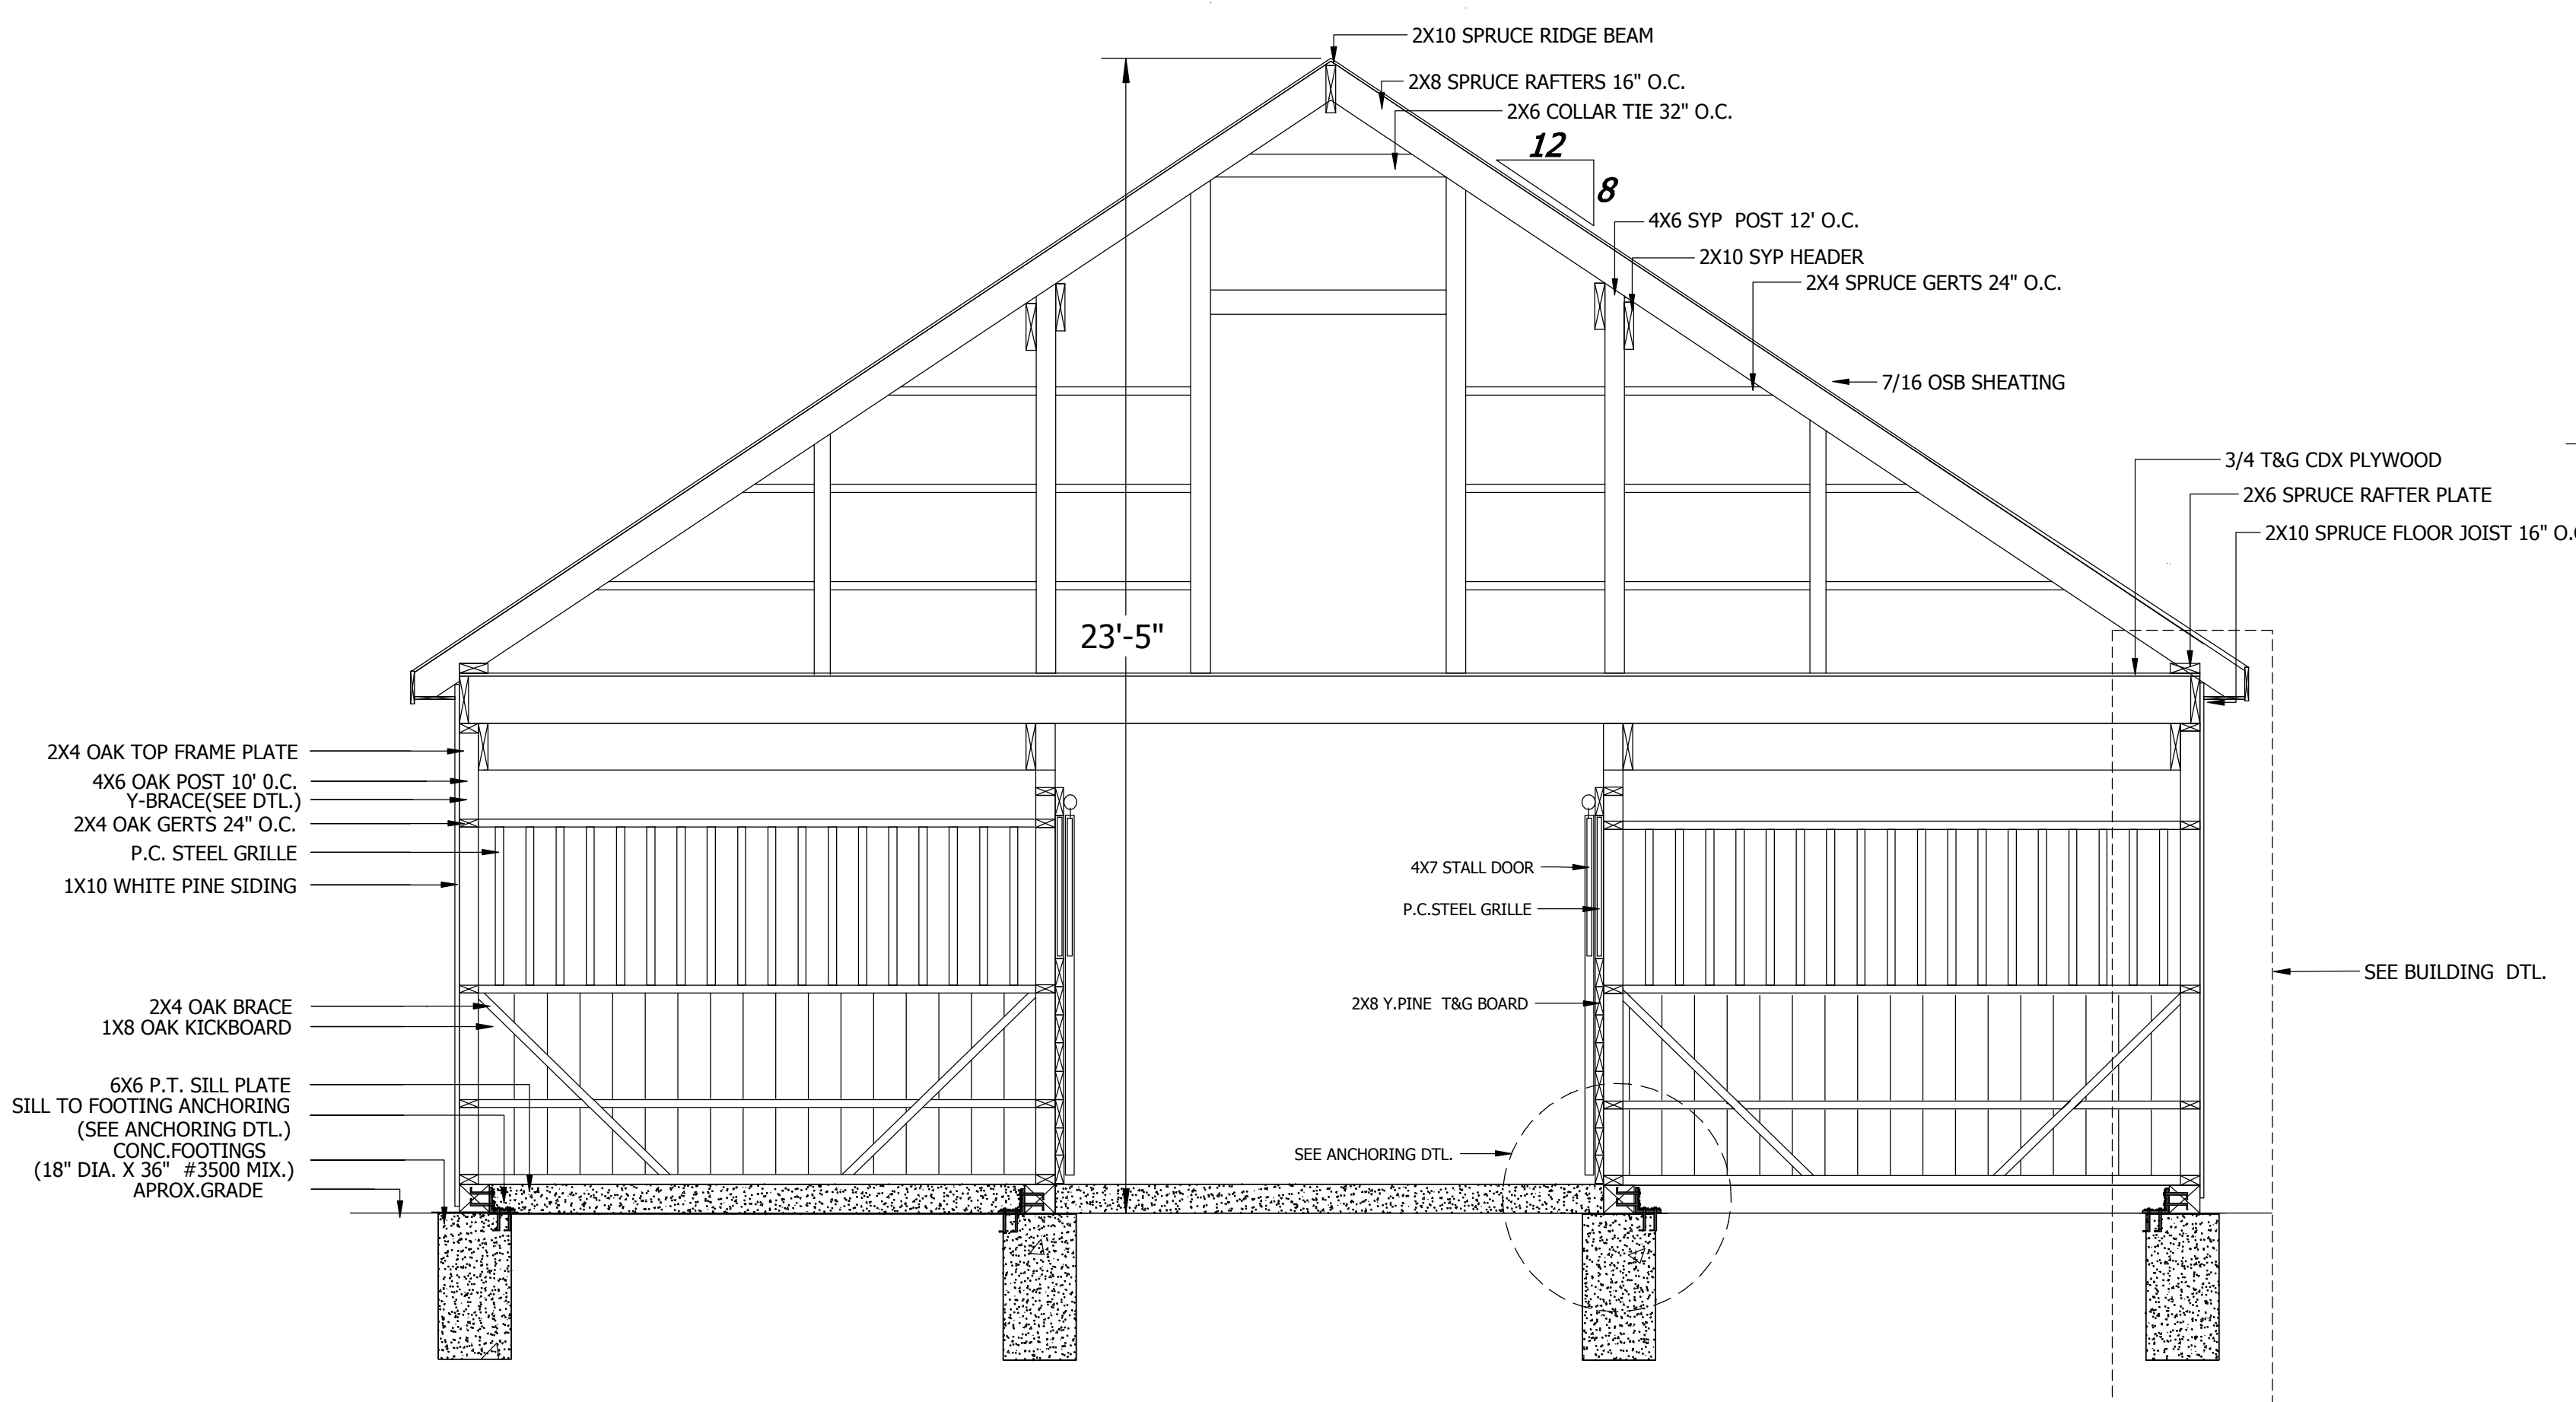 2X10 SPRUCE RIDGE BEAM
2X8 SPRUCE RAFTERS 16" O.C.
2X6 COLLAR TIE 32" O.C.
12
8
4X6 SYP POST 12' O.C.
2X10 SYP HEADER
2X4 SPRUCE GERTS 24" O.C.
7/16 OSB SHEATING
3/4 T&G CDX PLYWOOD
2X6 SPRUCE RAFTER PLATE
2X10 SPRUCE FLOOR JOIST 16" O.
23'-5"
2X4 OAK TOP FRAME PLATE
4X6 OAK POST 10' 0.C.
Y-BRACE(SEE DTL.)
2X4 OAK GERTS 24" O.C.
P.C. STEEL GRILLE
1X10 WHITE PINE SIDING
2X4 OAK BRACE
1X8 OAK KICKBOARD
6X6 P.T. SILL PLATE
SILL TO FOOTING ANCHORING
(SEE ANCHORING DTL.)
CONC.FOOTINGS
(18" DIA. X 36" #3500 MIX.)
APROX.GRADE
4X7 STALL DOOR
P.C.STEEL GRILLE
2X8 Y.PINE T&G BOARD
SEE ANCHORING DTL.
SEE BUILDING DTL.